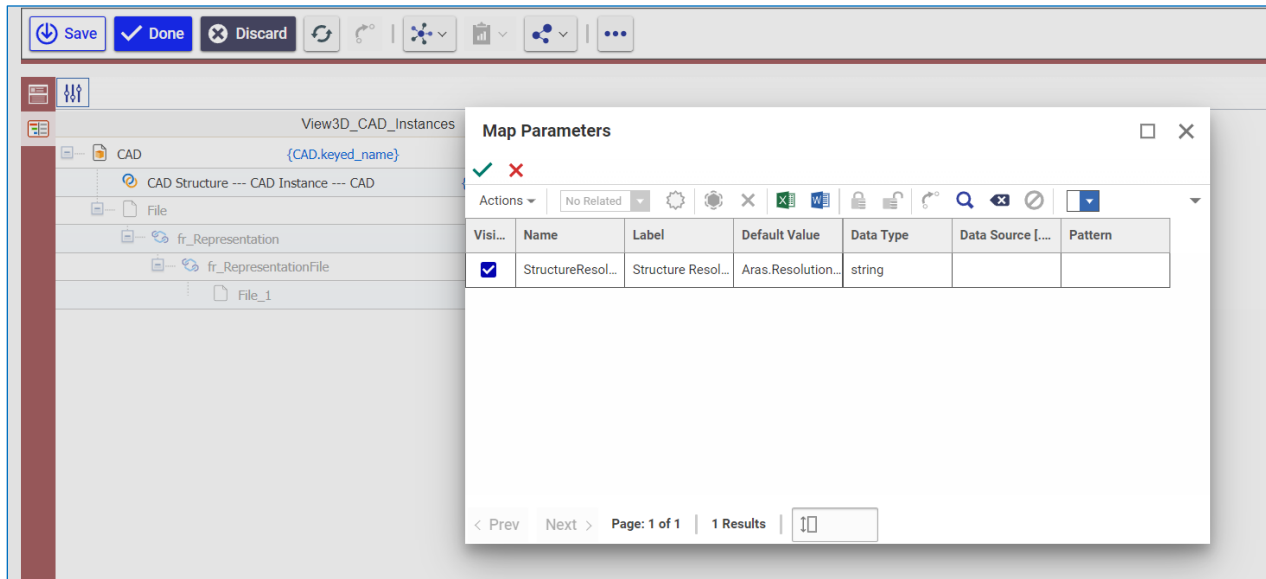 Save Done Discard
View3D_CAD_Instances
CAD {CAD.keyed_name}
CAD Structure --- CAD Instance --- CAD {
File
fr_Representation
fr_RepresentationFile
File_1
Map Parameters
Actions No Related
Visi... Name Label Default Value Data Type Data Source [.... Pattern
StructureResol... Structure Resol... Aras.Resolution... string
< Prev Next > Page: 1 of 1 1 Results